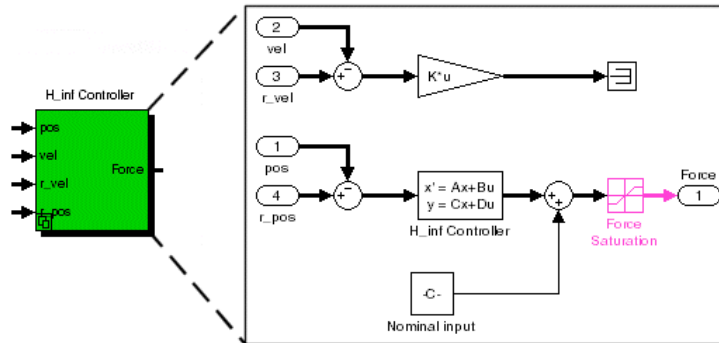 H_inf Controller
pos
vel
r_vel
r_pos
Force
2
vel
3
r_vel
+
−
K*u
1
pos
4
r_pos
+
−
x' = Ax+Bu
y = Cx+Du
H_inf Controller
+
+
-C-
Nominal input
Force
Saturation
Force
1